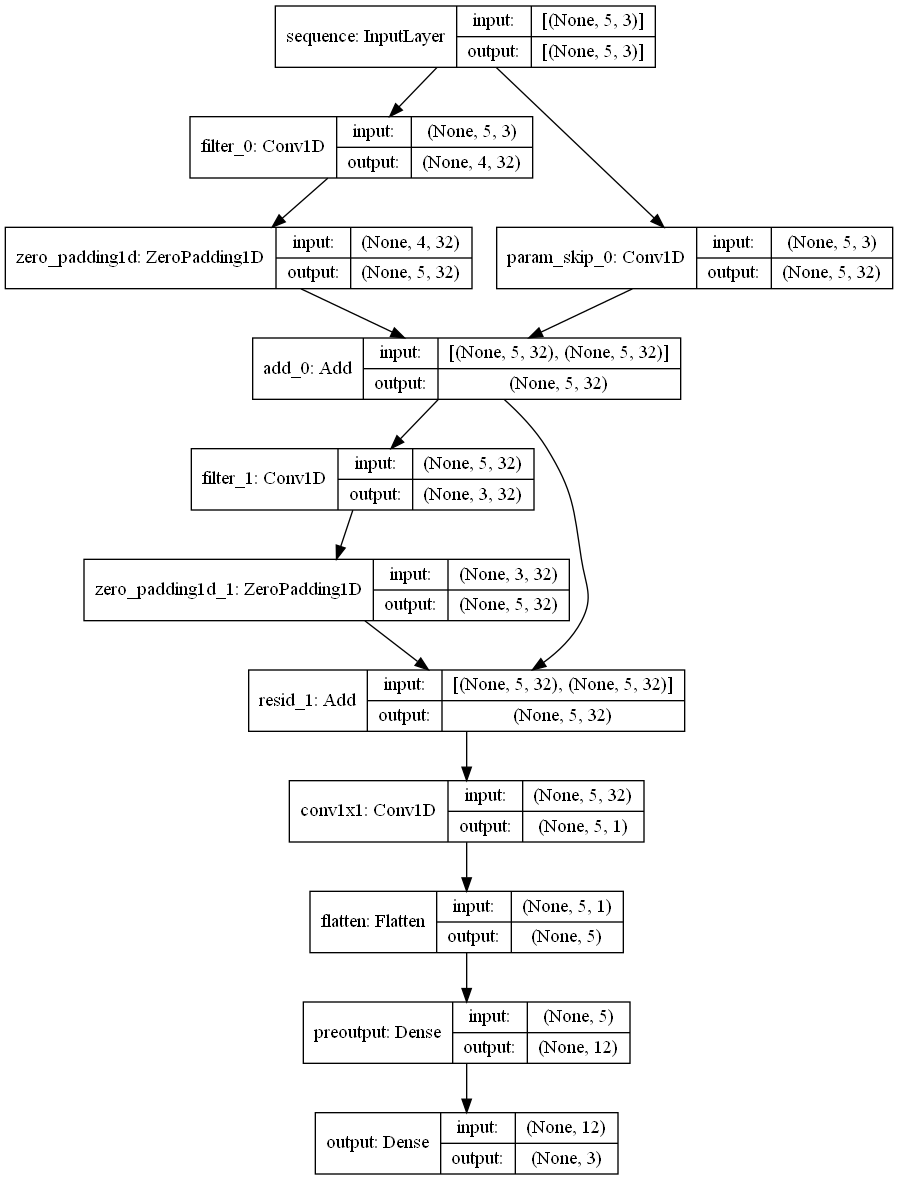 sequence: InputLayer
input:
[(None, 5, 3)]
output:
[(None, 5, 3)]
filter_0: Conv1D
input:
(None, 5, 3)
output:
(None, 4, 32)
zero_padding1d: ZeroPadding1D
input:
(None, 4, 32)
output:
(None, 5, 32)
param_skip_0: Conv1D
input:
(None, 5, 3)
output:
(None, 5, 32)
add_0: Add
input:
[(None, 5, 32), (None, 5, 32)]
output:
(None, 5, 32)
filter_1: Conv1D
input:
(None, 5, 32)
output:
(None, 3, 32)
zero_padding1d_1: ZeroPadding1D
input:
(None, 3, 32)
output:
(None, 5, 32)
resid_1: Add
input:
[(None, 5, 32), (None, 5, 32)]
output:
(None, 5, 32)
conv1x1: Conv1D
input:
(None, 5, 32)
output:
(None, 5, 1)
flatten: Flatten
input:
(None, 5, 1)
output:
(None, 5)
preoutput: Dense
input:
(None, 5)
output:
(None, 12)
output: Dense
input:
(None, 12)
output:
(None, 3)